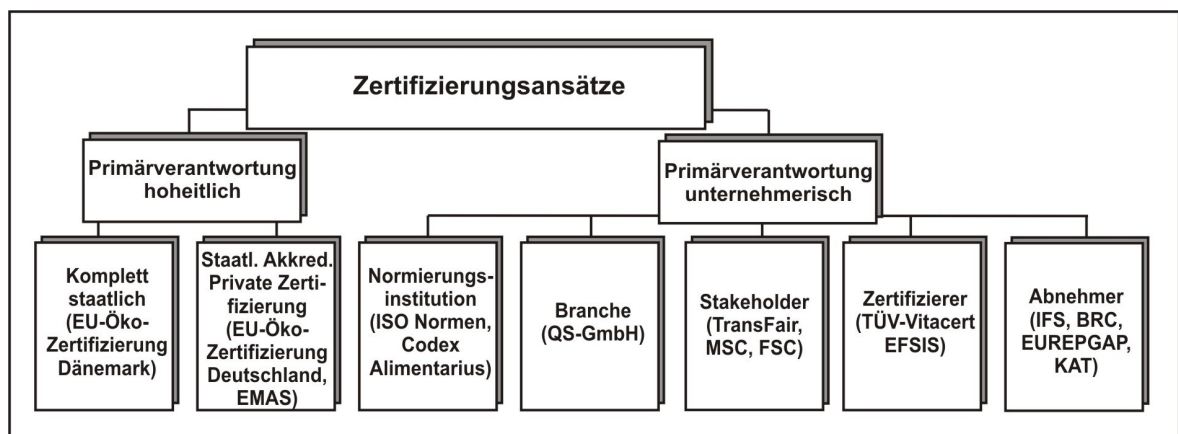 Zertifizierungsansätze
Primärverantwortung
hoheitlich
Primärverantwortung
unternehmerisch
Komplett
staatlich
(EU-Öko-
Zertifizierung
Dänemark)
Staatl. Akkred.
Private Zerti-
fizierung
(EU-Öko-
Zertifizierung
Deutschland,
EMAS)
Normierungs-
institution
(ISO Normen,
Codex
Alimentarius)
Branche
(QS-GmbH)
Stakeholder
(TransFair,
MSC, FSC)
Zertifizierer
(TÜV-Vitacert
EFSIS)
Abnehmer
(IFS, BRC,
EUREPGAP,
KAT)